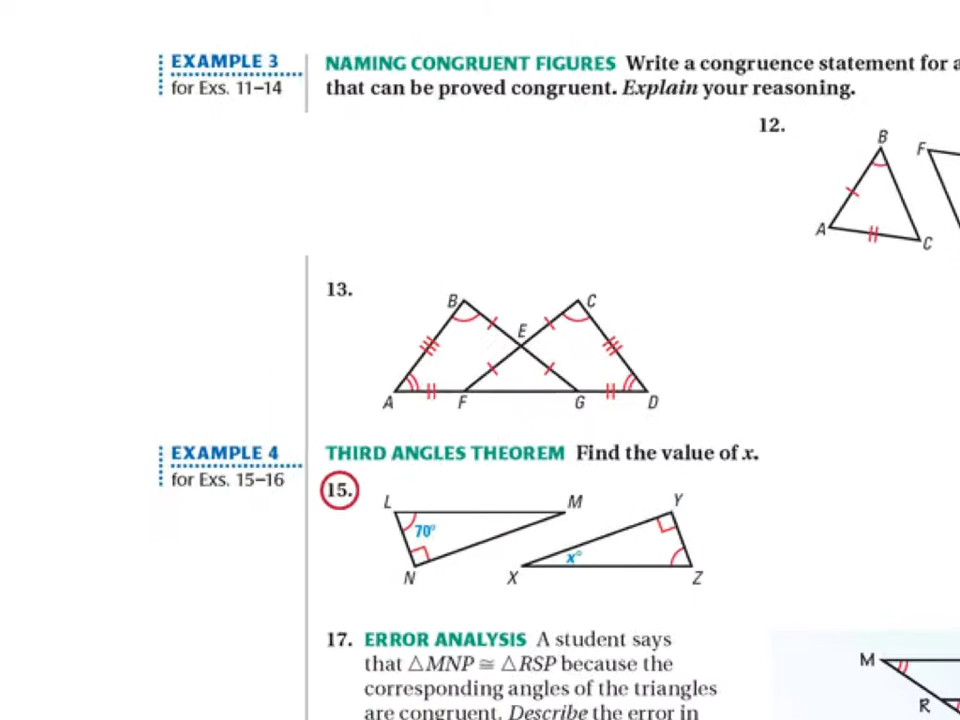 EXAMPLE 3
for Exs. 11–14
NAMING CONGRUENT FIGURES Write a congruence statement for
that can be proved congruent. Explain your reasoning.
12.
B
F
A
C
13.
B
C
E
A
F
G
D
EXAMPLE 4
for Exs. 15–16
THIRD ANGLES THEOREM Find the value of x.
15.
L
M
Y
70°
x°
N
X
Z
17. ERROR ANALYSIS A student says
that △MNP ≅ △RSP because the
corresponding angles of the triangles
are congruent. Describe the error in
M
R